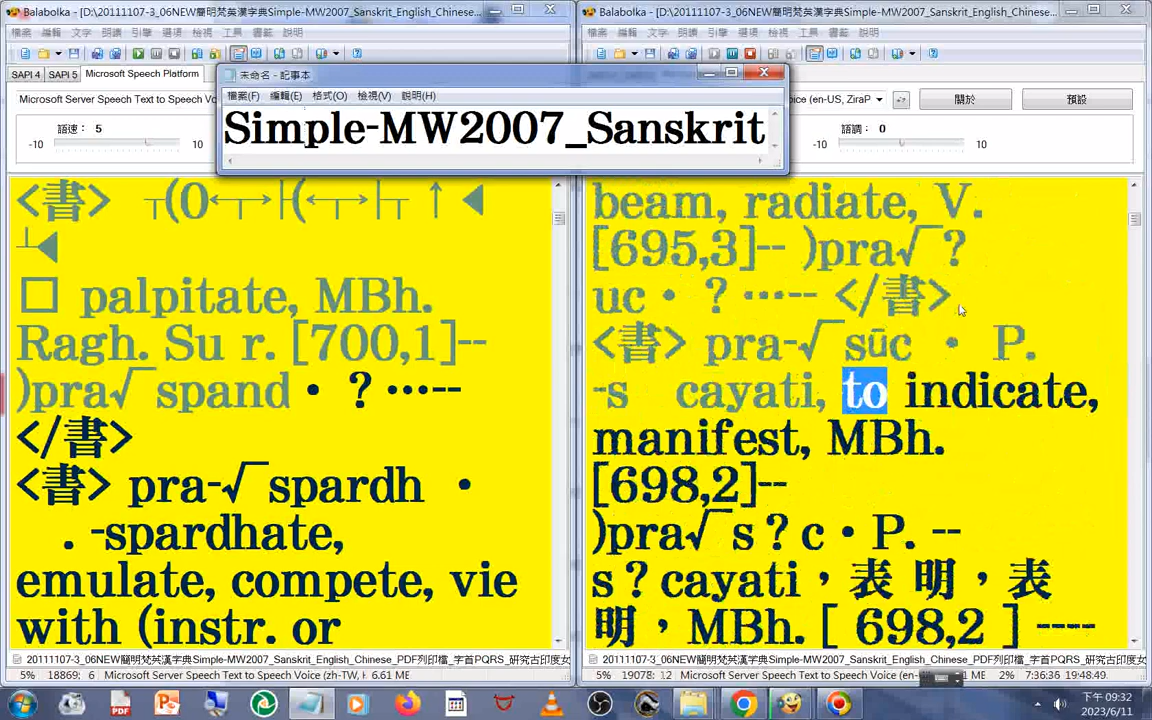 Balabolka - [D:\20111107-3_06NEW簡明梵英漢字典Simple-MW2007_Sanskrit_English_Chinese...
檔案 編輯 文字 朗讀 引擎 選項 檢視 工具 書籤 說明
SAPI 4 SAPI 5 Microsoft Speech Platform
Microsoft Server Speech Text to Speech Vo
語速: 5
-10 10
<書>
□ palpitate, MBh.
Ragh. Su r. [700,1]--
)pra√spand • ? …--
</書>
<書> pra-√spardh •
. -spardhate,
emulate, compete, vie
with (instr. or
20111107-3_06NEW簡明梵英漢字典Simple-MW2007_Sanskrit_English_Chinese_PDF列印檔_字首PQRS_研究古印度女
5% 18869: 6 Microsoft Server Speech Text to Speech Voice (zh-TW, H 6.61 ME
未命名 - 記事本
檔案(F) 編輯(E) 格式(O) 檢視(V) 說明(H)
Simple-MW2007_Sanskrit
Balabolka - [D:\20111107-3_06NEW簡明梵英漢字典Simple-MW2007_Sanskrit_English_Chinese...
檔案 編輯 文字 朗讀 引擎 選項 檢視 工具 書籤 說明
ice (en-US, ZiraP 關於 預設
語調: 0
-10 10
beam, radiate, V.
[695,3]-- )pra√?
uc • ? …-- </書>
<書> pra-√sūc • P.
-s cayati, to indicate,
manifest, MBh.
[698,2]--
)pra√s?c•P. --
s?cayati，表 明，表
明，MBh. [ 698,2 ] ----
20111107-3_06NEW簡明梵英漢字典Simple-MW2007_Sanskrit_English_Chinese_PDF列印檔_字首PQRS_研究古印度女
5% 19078: 12 Microsoft Server Speech Text to Speech Voice 2% 7:36:36 19:48:49.
下午 09:32
2023/6/11